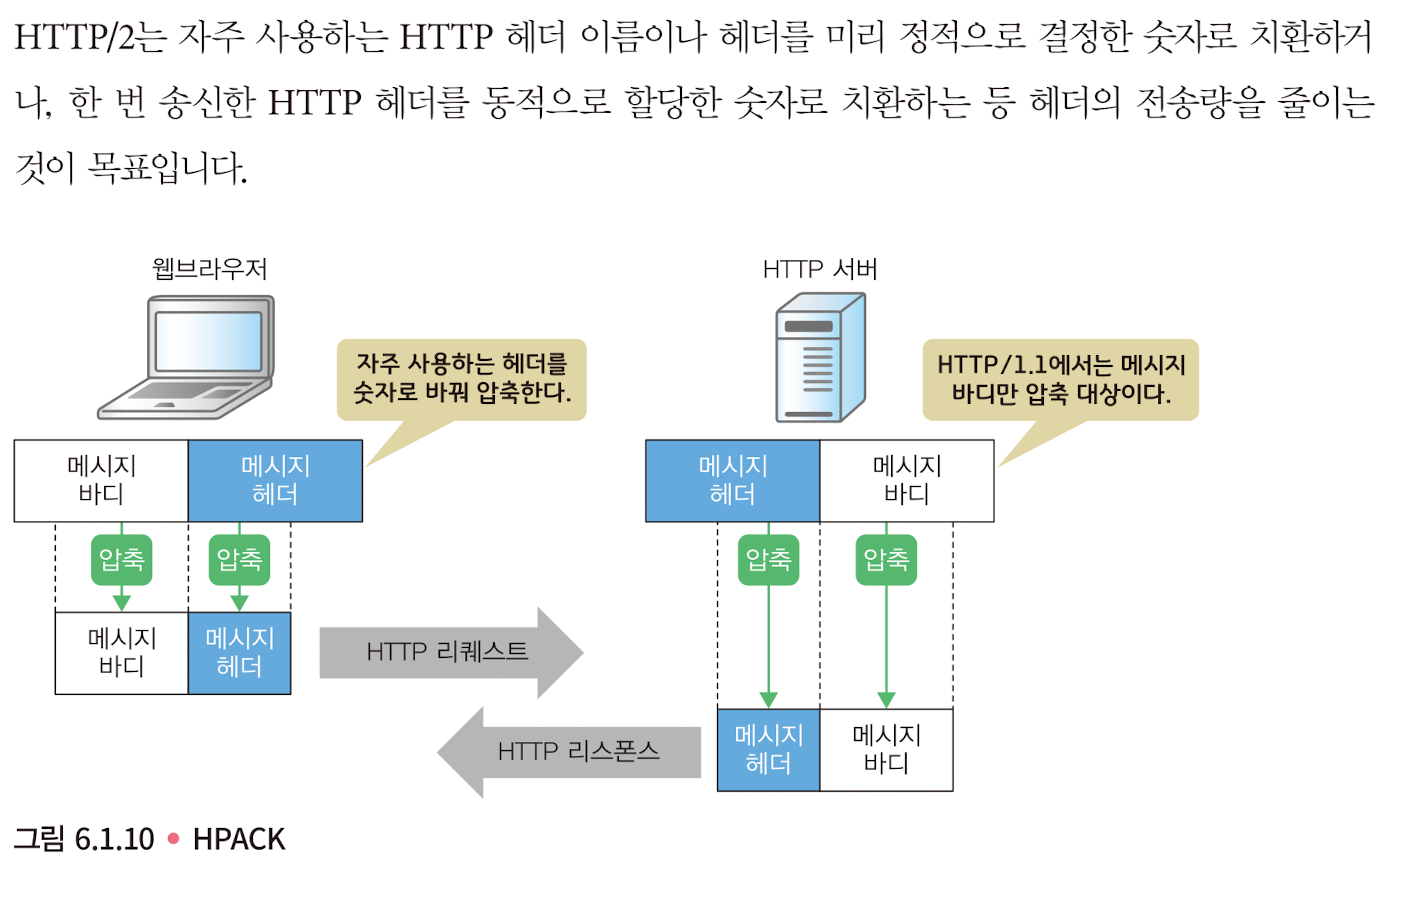 HTTP/2는 자주 사용하는 HTTP 헤더 이름이나 헤더를 미리 정적으로 결정한 숫자로 치환하거
나, 한 번 송신한 HTTP 헤더를 동적으로 할당한 숫자로 치환하는 등 헤더의 전송량을 줄이는
것이 목표입니다.
웹브라우저
HTTP 서버
자주 사용하는 헤더를
숫자로 바꿔 압축한다.
HTTP/1.1에서는 메시지
바디만 압축 대상이다.
메시지
바디
메시지
헤더
메시지
헤더
메시지
바디
압축
압축
압축
압축
메시지
바디
메시지
헤더
HTTP 리퀘스트
HTTP 리스폰스
메시지
헤더
메시지
바디
그림 6.1.10 • HPACK